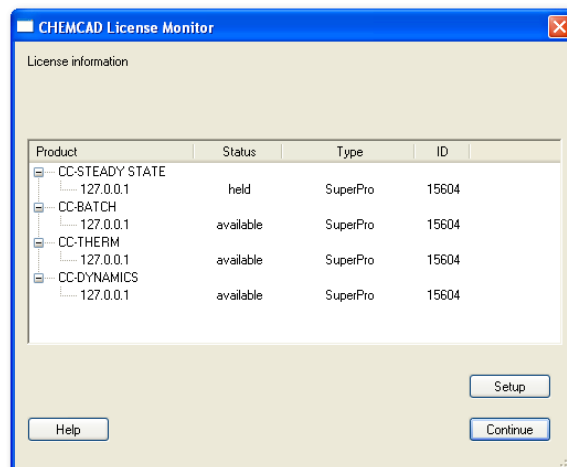 CHEMCAD License Monitor
License information
Product Status Type ID
CC-STEADY STATE
127.0.0.1 held SuperPro 15604
CC-BATCH
127.0.0.1 available SuperPro 15604
CC-THERM
127.0.0.1 available SuperPro 15604
CC-DYNAMICS
127.0.0.1 available SuperPro 15604
Setup
Help Continue